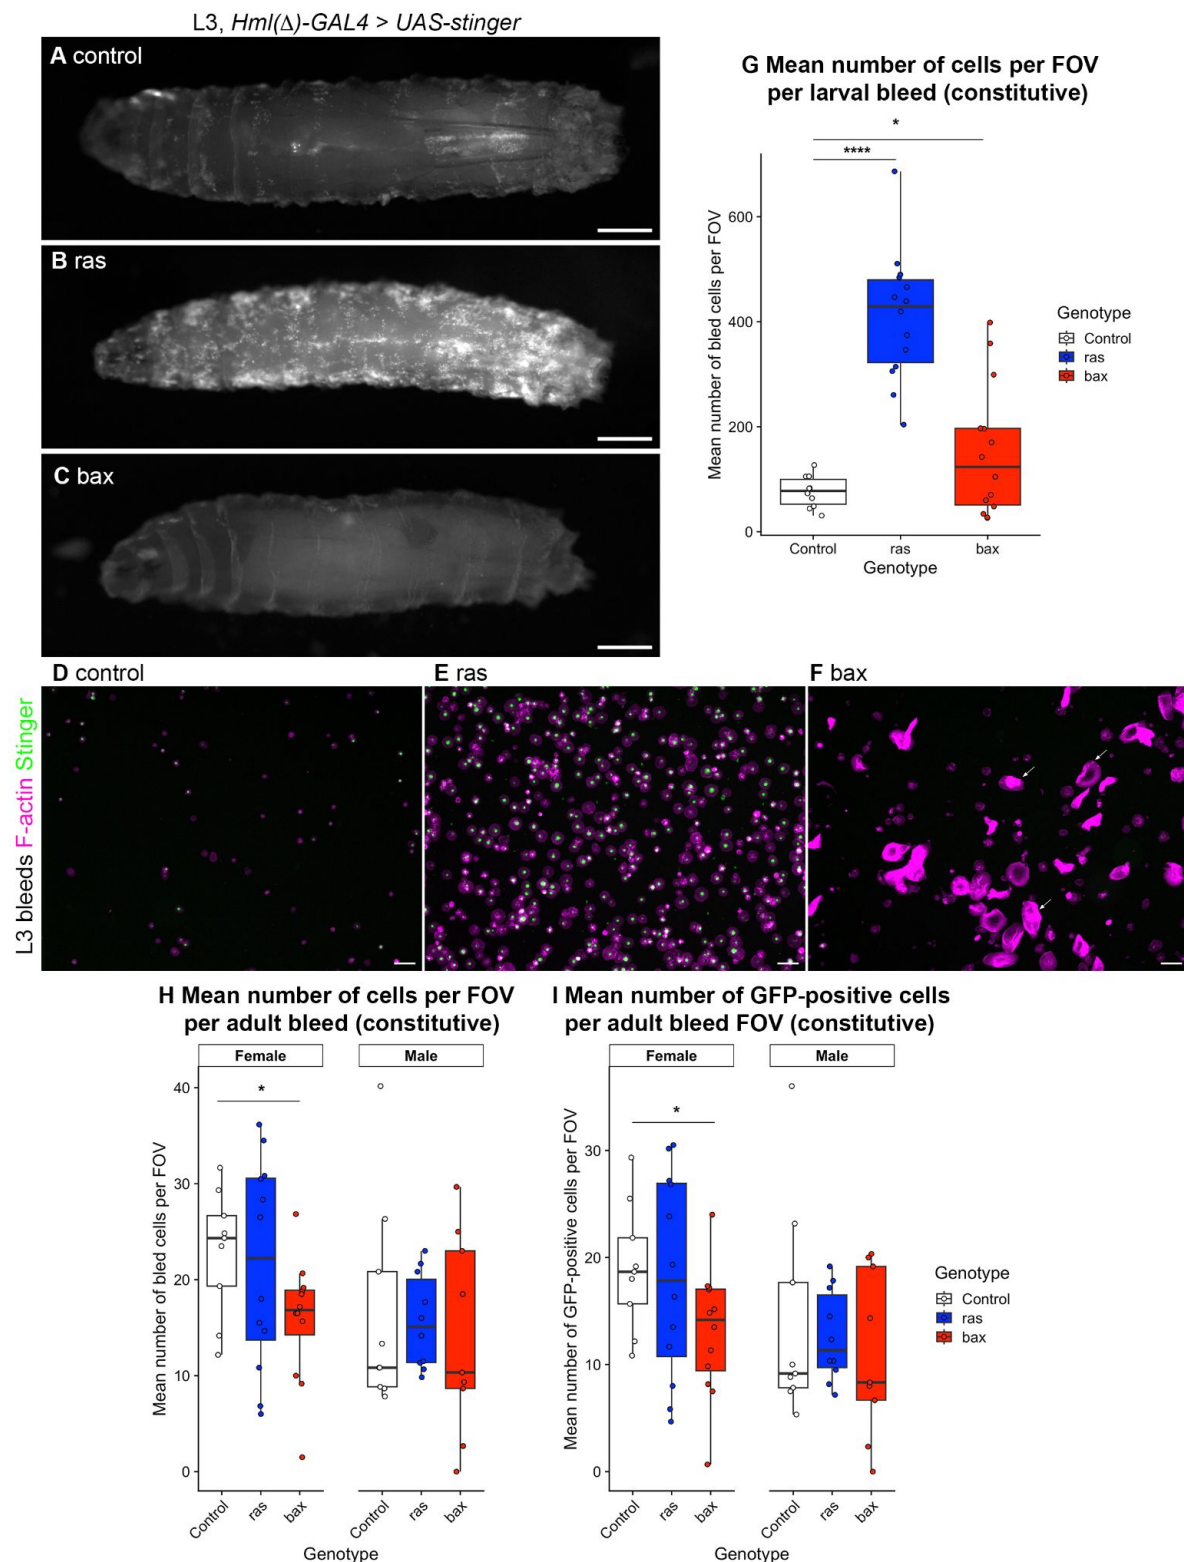 L3, Hml(Δ)-GAL4 > UAS-stinger
A control
B ras
C bax
G Mean number of cells per FOV
per larval bleed (constitutive)
*
****
Mean number of bled cells per FOV
600
400
200
0
Control
ras
bax
Genotype
Genotype
Control
ras
bax
L3 bleeds F-actin Stinger
D control
E ras
F bax
H Mean number of cells per FOV
per adult bleed (constitutive)
Female
Male
*
Mean number of bled cells per FOV
40
30
20
10
0
Control
ras
bax
Control
ras
bax
Genotype
I Mean number of GFP-positive cells
per adult bleed FOV (constitutive)
Female
Male
*
Mean number of GFP-positive cells per FOV
30
20
10
0
Control
ras
bax
Control
ras
bax
Genotype
Genotype
Control
ras
bax